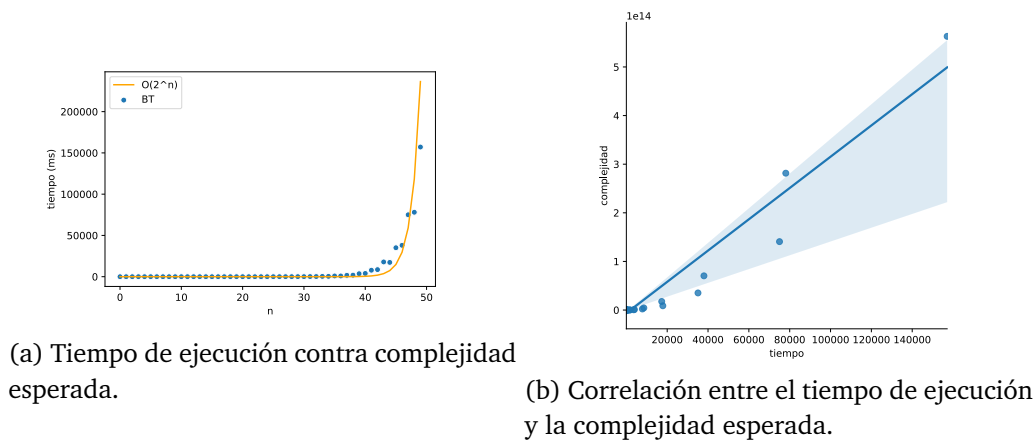 O(2^n)
BT
200000
150000
100000
50000
0
tiempo (ms)
0
10
20
30
40
50
n
(a) Tiempo de ejecución contra complejidad
esperada.
1e14
5
4
3
2
1
0
complejidad
20000
40000
60000
80000
100000
120000
140000
tiempo
(b) Correlación entre el tiempo de ejecución
y la complejidad esperada.